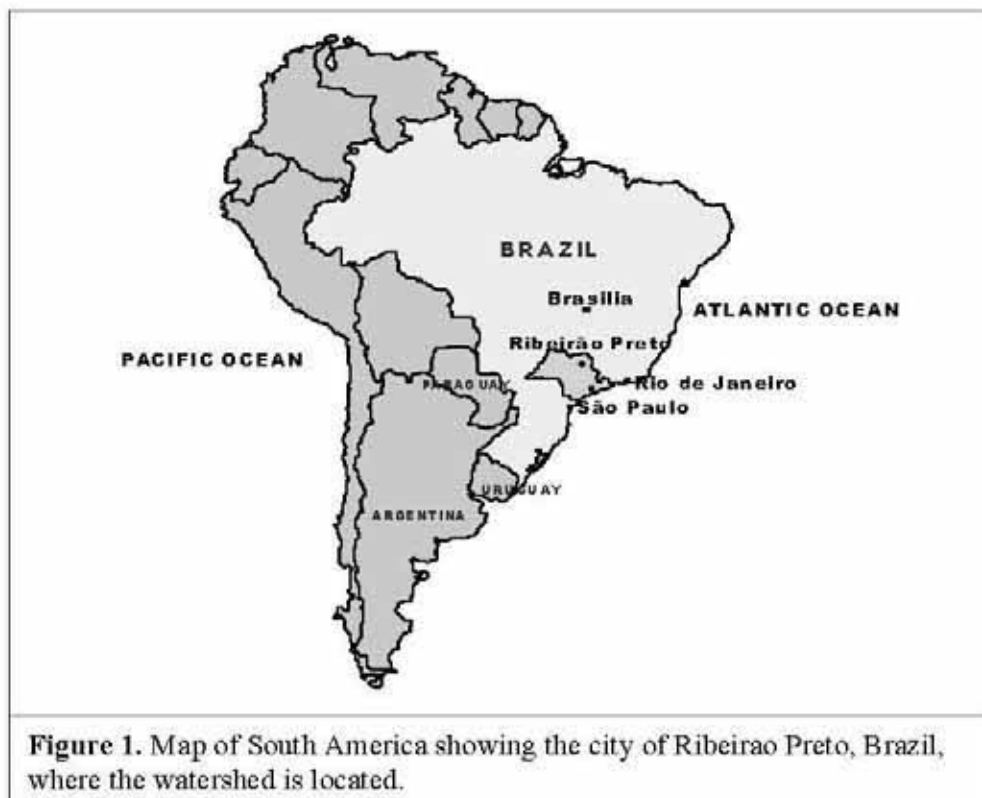 BRAZIL
Brasilia
ATLANTIC OCEAN
Ribeirão Preto
PACIFIC OCEAN
PARAGUAY
Rio de Janeiro
São Paulo
URUGUAY
ARGENTINA
Figure 1. Map of South America showing the city of Ribeirao Preto, Brazil,
where the watershed is located.